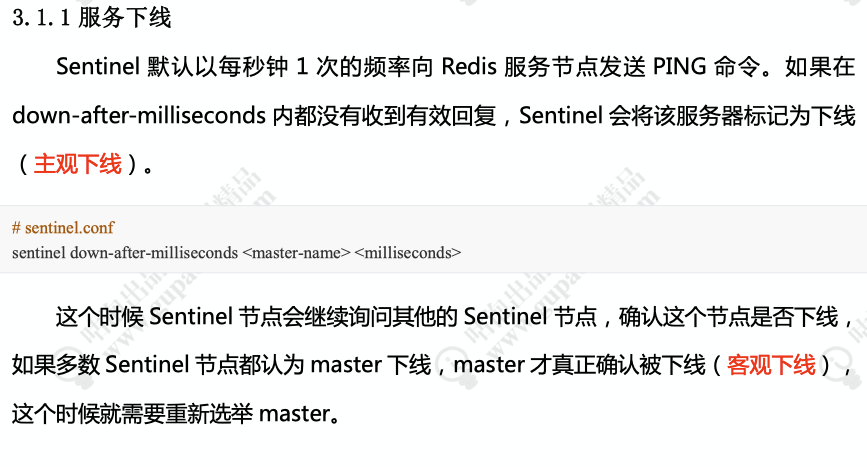 3.1.1 服务下线
Sentinel 默认以每秒钟 1 次的频率向 Redis 服务节点发送 PING 命令。如果在
down-after-milliseconds 内都没有收到有效回复，Sentinel 会将该服务器标记为下线
（主观下线）。
# sentinel.conf
sentinel down-after-milliseconds <master-name> <milliseconds>
这个时候 Sentinel 节点会继续询问其他的 Sentinel 节点，确认这个节点是否下线，
如果多数 Sentinel 节点都认为 master 下线，master 才真正确认被下线（客观下线），
这个时候就需要重新选举 master。